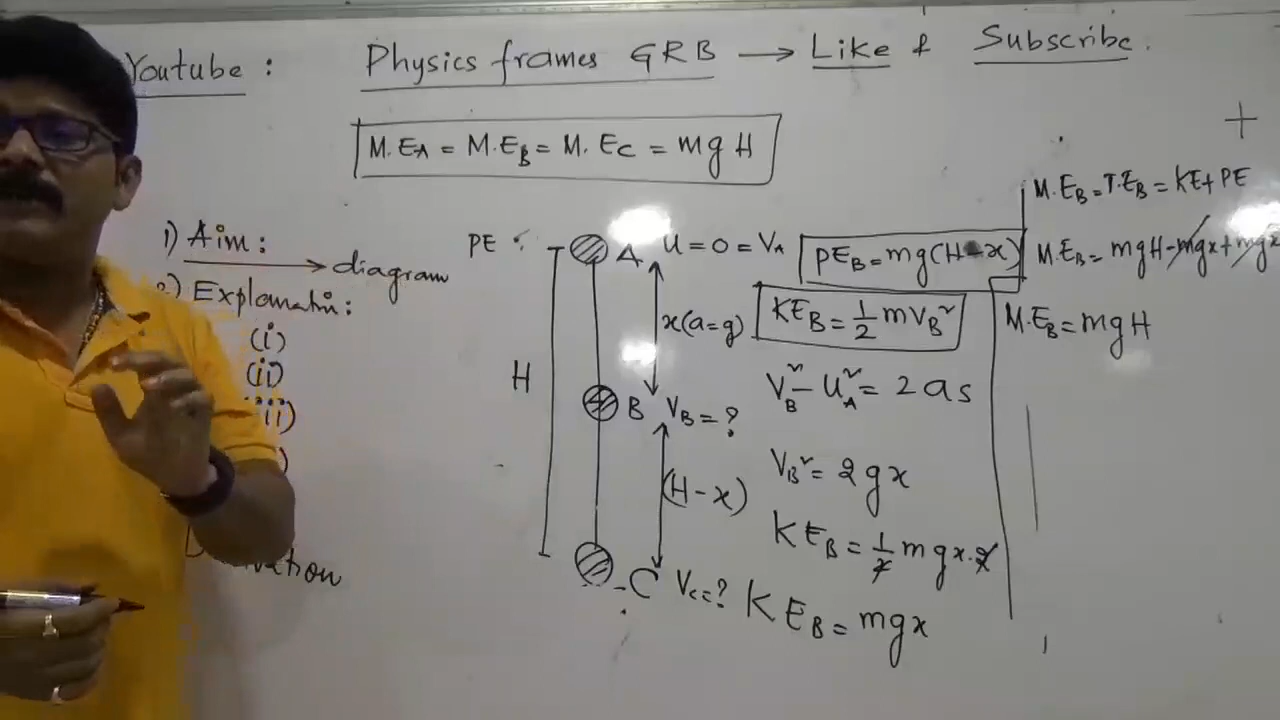 Youtube : Physics frames GRB → Like & Subscribe.
M.E_A = M.E_B = M.E_C = mgH
1) Aim :
→ diagram
2) Explanatin :
(i)
(ii)
PE :
A U = 0 = V_A
x(a=g)
H
B V_B = ?
(H-x)
C V_C = ?
PE_B = mg(H-x)
KE_B = 1/2 mV_B²
V_B² - U_A² = 2as
V_B² = 2gx
KE_B = 1/2 mgx·2
KE_B = mgx
M.E_B = T.E_B = KE + PE
M.E_B = mgH - mgx + mgx
M.E_B = mgH